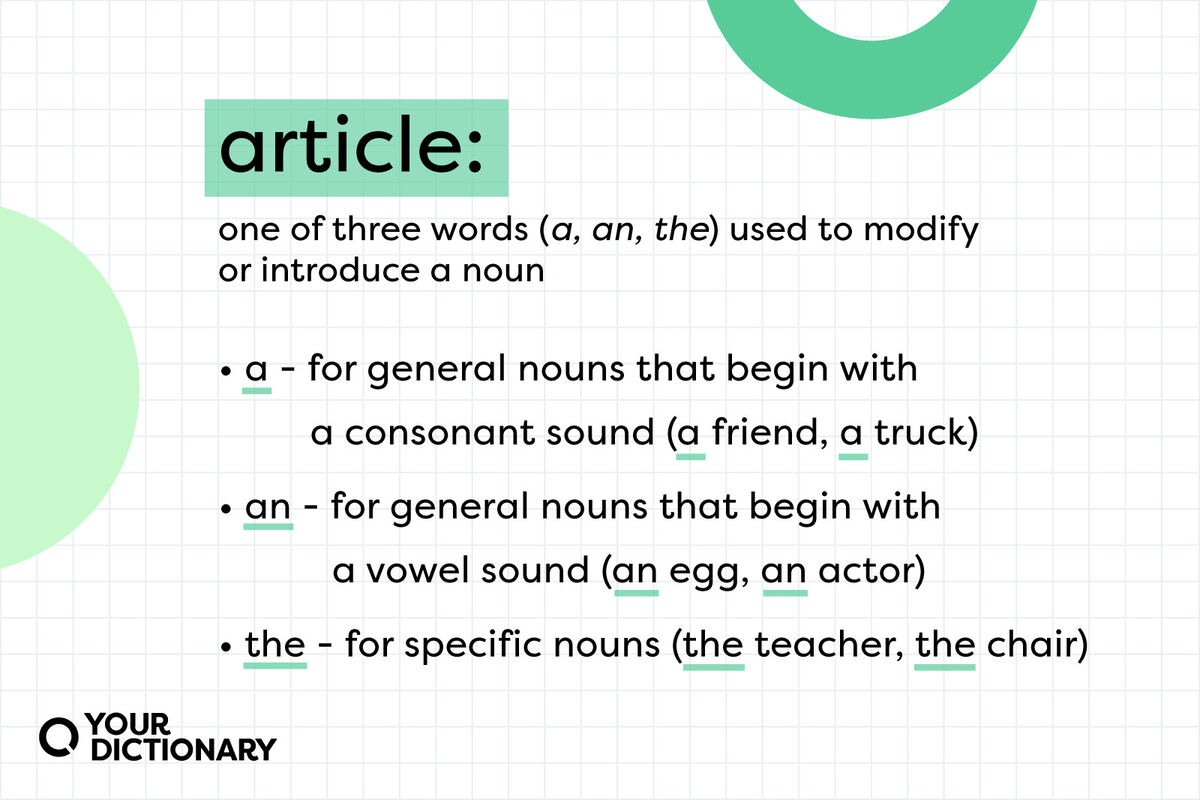 article:
one of three words (a, an, the) used to modify
or introduce a noun
• a - for general nouns that begin with
a consonant sound (a friend, a truck)
• an - for general nouns that begin with
a vowel sound (an egg, an actor)
• the - for specific nouns (the teacher, the chair)
YOUR
DICTIONARY